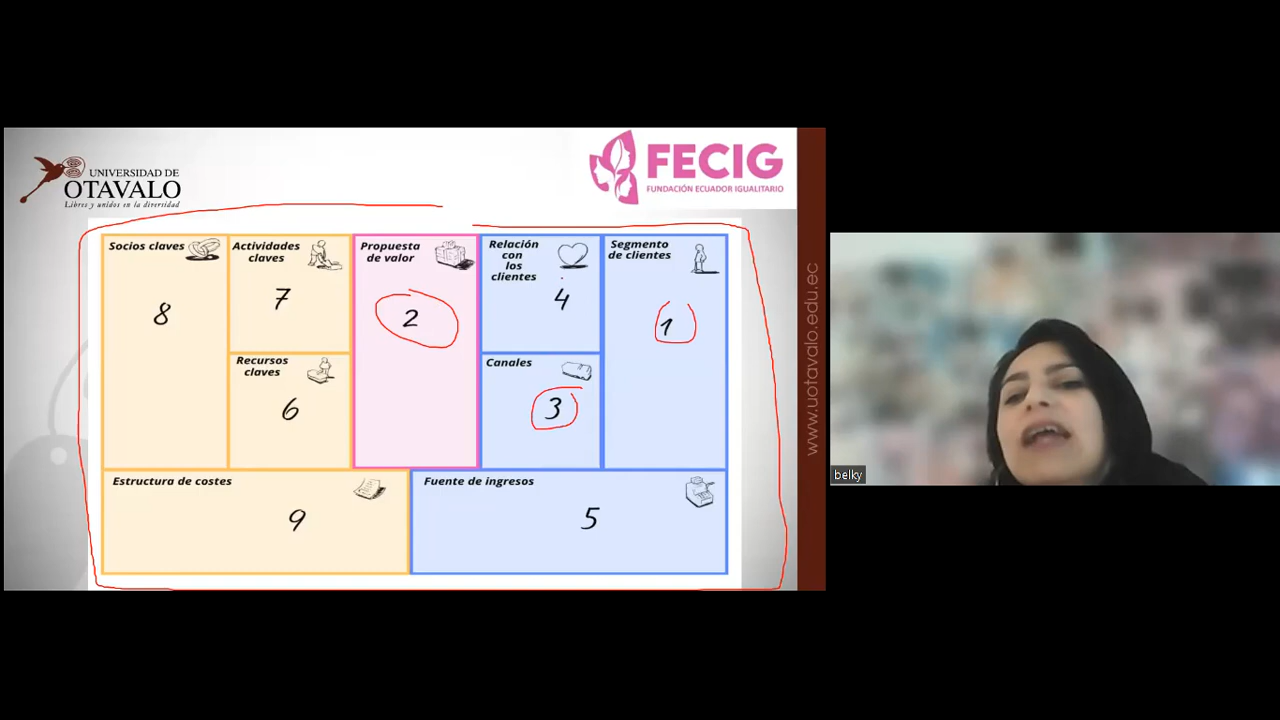 UNIVERSIDAD DE
OTAVALO
Libres y unidos en la diversidad
FECIG
FUNDACIÓN ECUADOR IGUALITARIO
Socios claves
8
Actividades
claves
7
Recursos
claves
6
Propuesta
de valor
2
Relación
con
los
clientes
4
Canales
3
Segmento
de clientes
1
Estructura de costes
9
Fuente de ingresos
5
www.uotavalo.edu.ec
belky